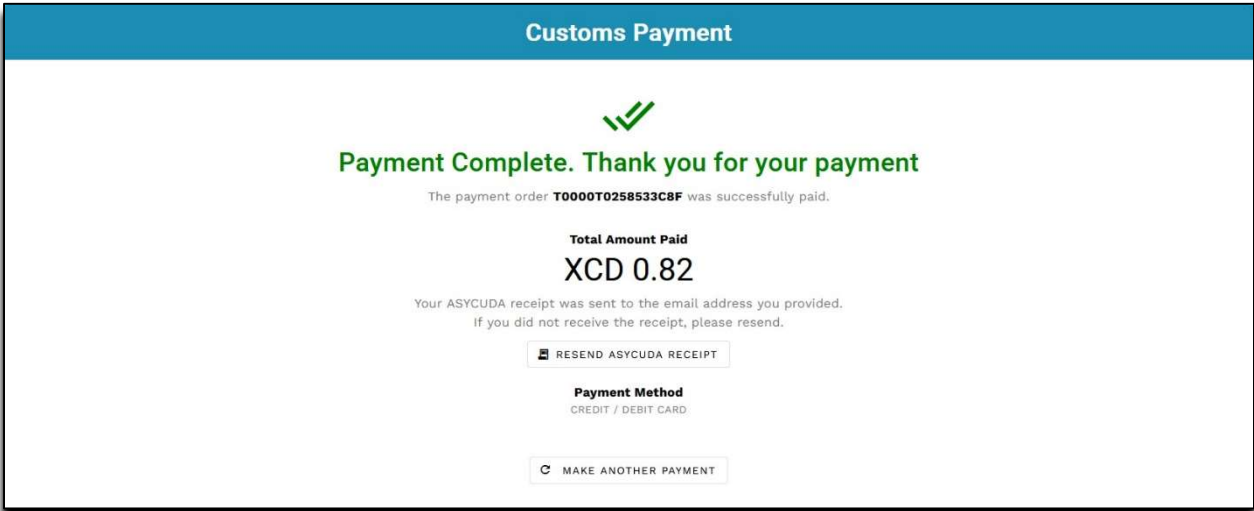 Customs Payment
Payment Complete. Thank you for your payment
The payment order T0000T0258533C8F was successfully paid.
Total Amount Paid
XCD 0.82
Your ASYCUDA receipt was sent to the email address you provided.
If you did not receive the receipt, please resend.
RESEND ASYCUDA RECEIPT
Payment Method
CREDIT / DEBIT CARD
MAKE ANOTHER PAYMENT